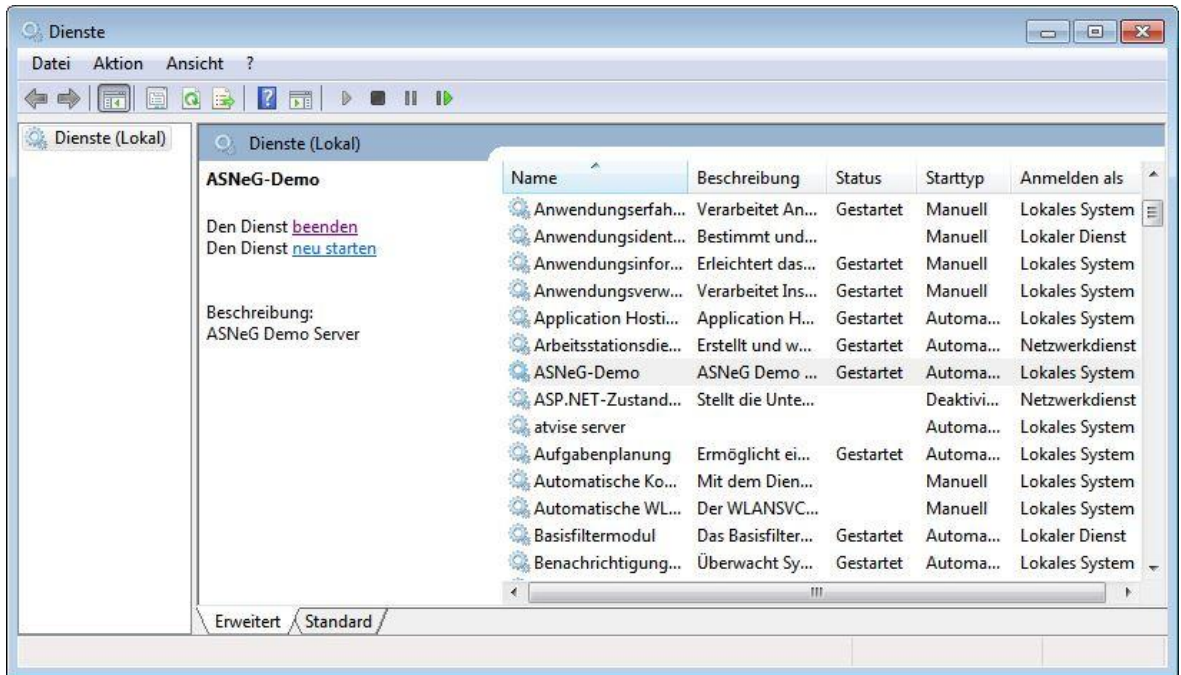 Dienste
Datei Aktion Ansicht ?
Dienste (Lokal)
Dienste (Lokal)
ASNeG-Demo
Den Dienst beenden
Den Dienst neu starten
Beschreibung:
ASNeG Demo Server
Name Beschreibung Status Starttyp Anmelden als
Anwendungserfah... Verarbeitet An... Gestartet Manuell Lokales System
Anwendungsident... Bestimmt und... Manuell Lokaler Dienst
Anwendungsinfor... Erleichtert das... Gestartet Manuell Lokales System
Anwendungsverw... Verarbeitet Ins... Gestartet Manuell Lokales System
Application Hosti... Application H... Gestartet Automa... Lokales System
Arbeitsstationsdie... Erstellt und w... Gestartet Automa... Netzwerkdienst
ASNeG-Demo ASNeG Demo ... Gestartet Automa... Lokales System
ASP.NET-Zustand... Stellt die Unte... Deaktivi... Netzwerkdienst
atvise server Automa... Lokales System
Aufgabenplanung Ermöglicht ei... Gestartet Automa... Lokales System
Automatische Ko... Mit dem Dien... Manuell Lokales System
Automatische WL... Der WLANSVC... Manuell Lokales System
Basisfiltermodul Das Basisfilter... Gestartet Automa... Lokaler Dienst
Benachrichtigung... Überwacht Sy... Gestartet Automa... Lokales System
Erweitert Standard